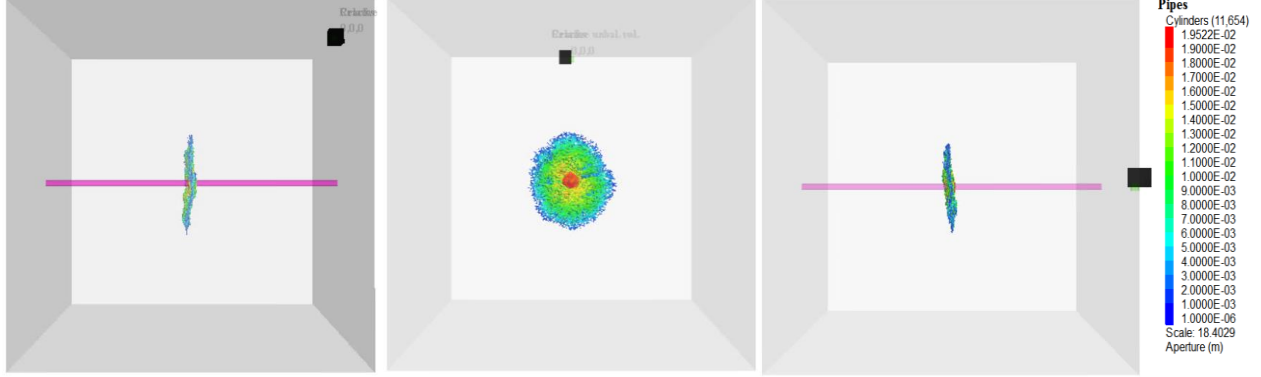 Pipes
Cylinders (11,654)
1.9522E-02
1.9000E-02
1.8000E-02
1.7000E-02
1.6000E-02
1.5000E-02
1.4000E-02
1.3000E-02
1.2000E-02
1.1000E-02
1.0000E-02
9.0000E-03
8.0000E-03
7.0000E-03
6.0000E-03
5.0000E-03
4.0000E-03
3.0000E-03
2.0000E-03
1.0000E-03
1.0000E-06
Scale: 18.4029
Aperture (m)